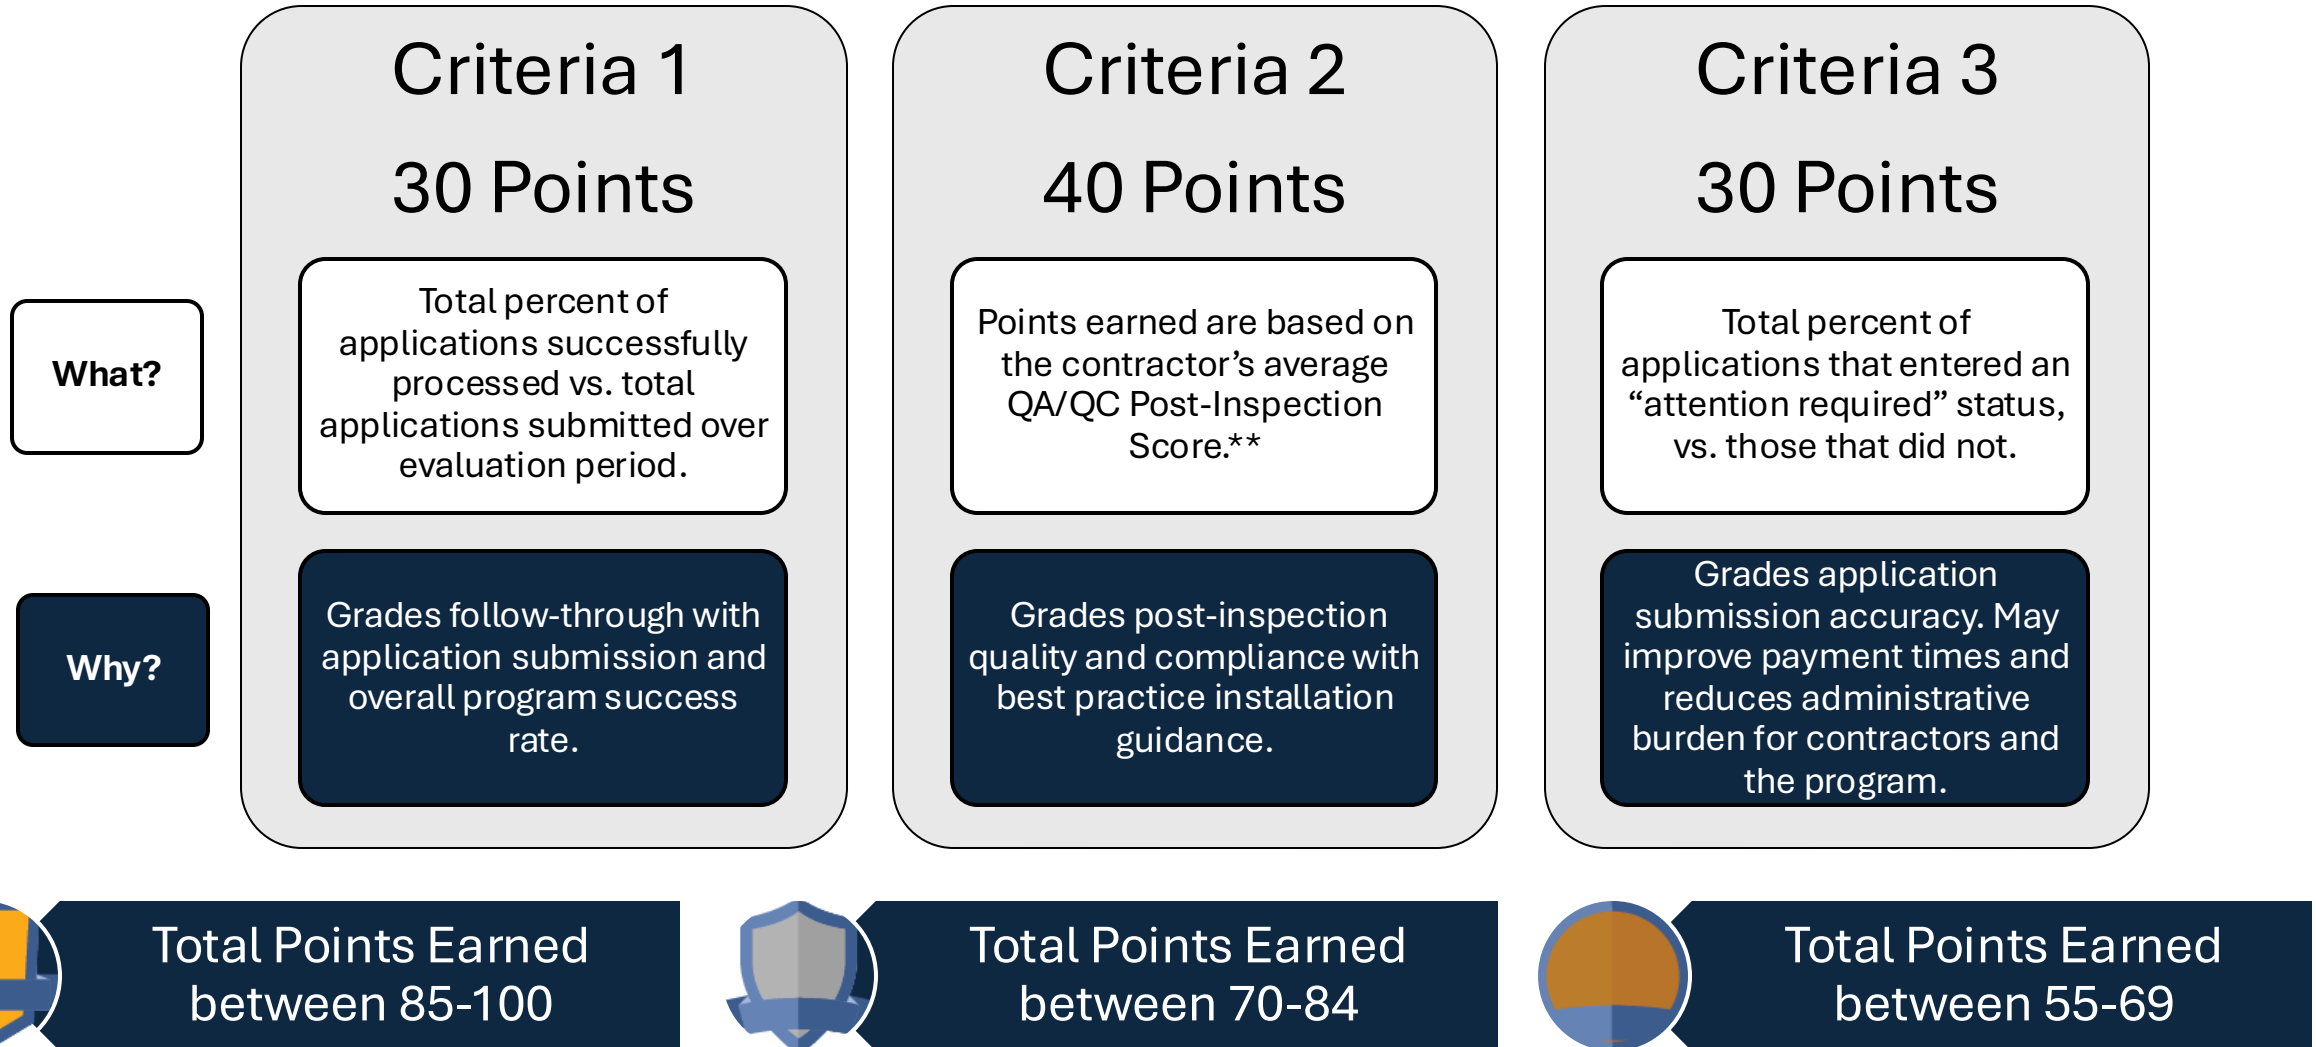 Criteria 1
30 Points
Total percent of
applications successfully
processed vs. total
applications submitted over
evaluation period.
Grades follow-through with
application submission and
overall program success
rate.
Criteria 2
40 Points
Points earned are based on
the contractor’s average
QA/QC Post-Inspection
Score.**
Grades post-inspection
quality and compliance with
best practice installation
guidance.
Criteria 3
30 Points
Total percent of
applications that entered an
“attention required” status,
vs. those that did not.
Grades application
submission accuracy. May
improve payment times and
reduces administrative
burden for contractors and
the program.
What?
Why?
Total Points Earned
between 85-100
Total Points Earned
between 70-84
Total Points Earned
between 55-69